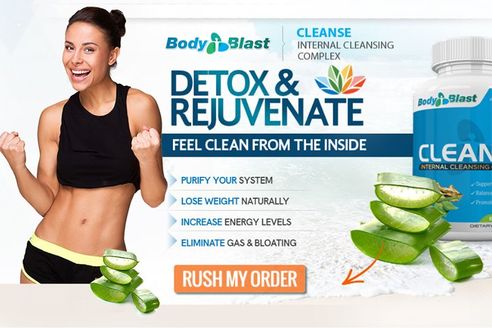 Body Blast
CLEANSE
INTERNAL CLEANSING
COMPLEX
DETOX &
REJUVENATE
FEEL CLEAN FROM THE INSIDE
PURIFY YOUR SYSTEM
LOSE WEIGHT NATURALLY
INCREASE ENERGY LEVELS
ELIMINATE GAS & BLOATING
RUSH MY ORDER
Body Blast
CLEAN
INTERNAL CLEANSING
DIETARY